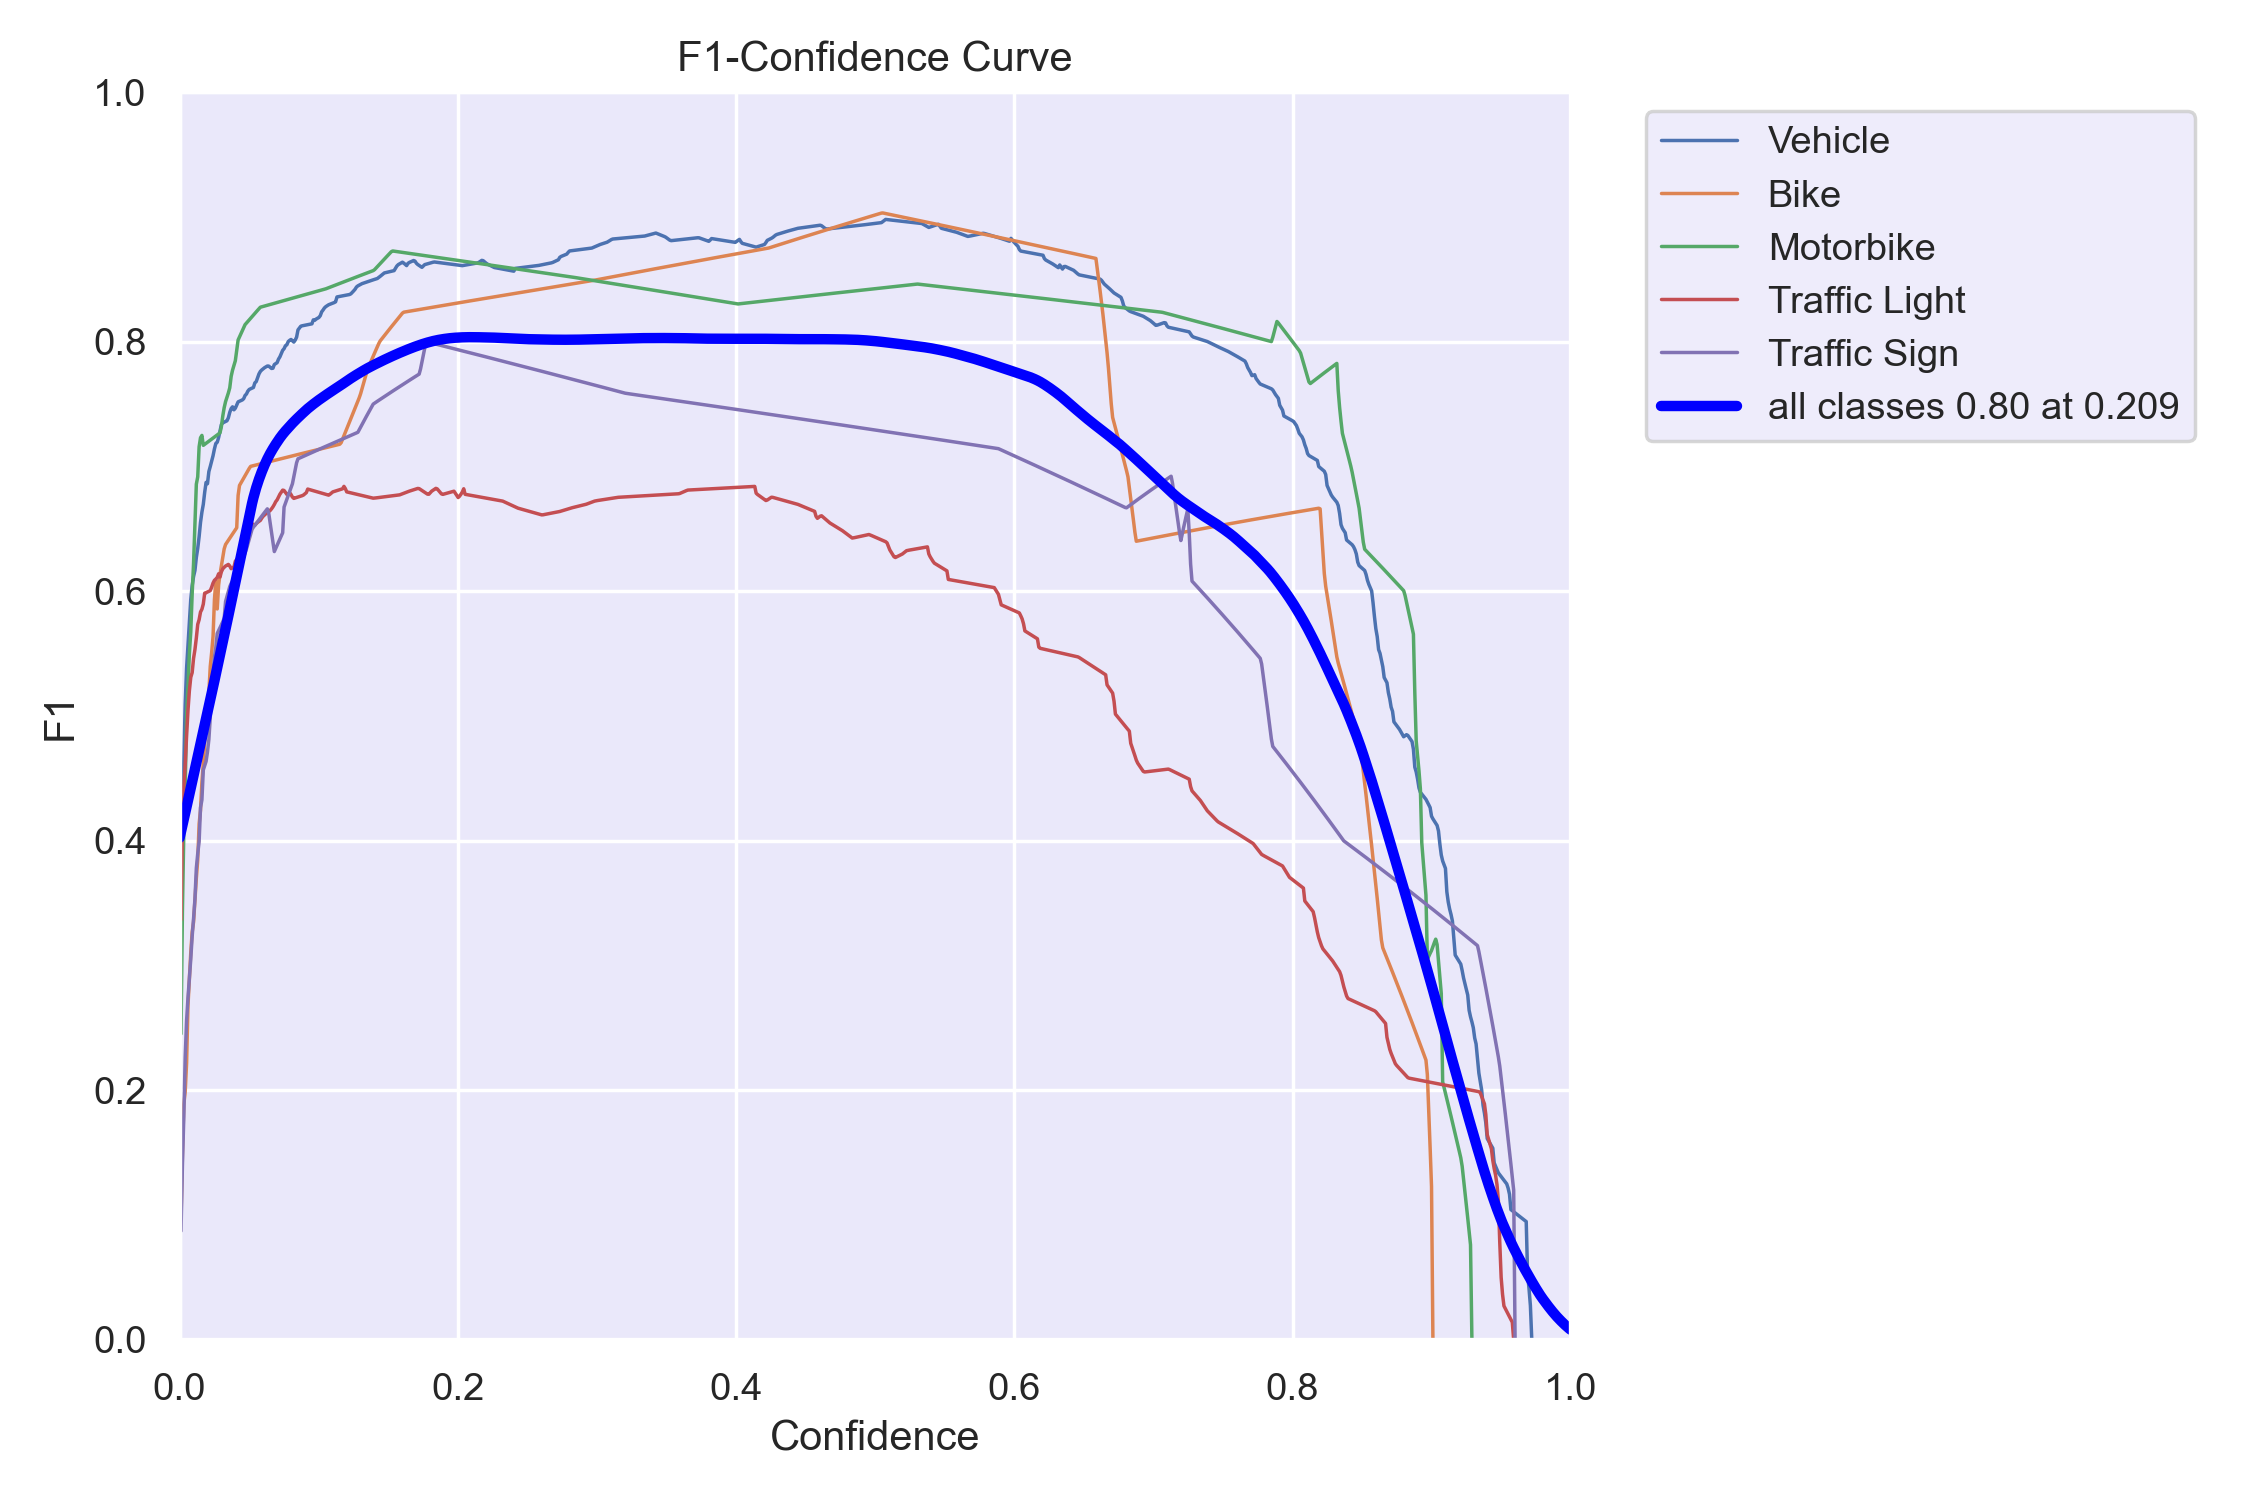 F1-Confidence Curve
1.0
0.8
0.6
0.4
0.2
0.0
F1
0.0 0.2 0.4 0.6 0.8 1.0
Confidence
Vehicle
Bike
Motorbike
Traffic Light
Traffic Sign
all classes 0.80 at 0.209